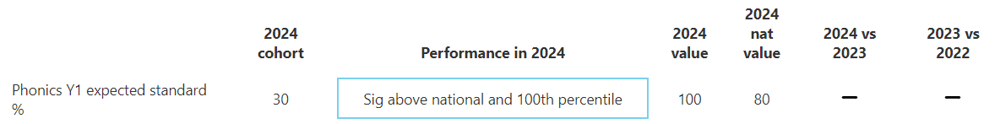 2024 cohort
Performance in 2024
2024 value
2024 nat value
2024 vs 2023
2023 vs 2022
Phonics Y1 expected standard %
30
Sig above national and 100th percentile
100
80
—
—